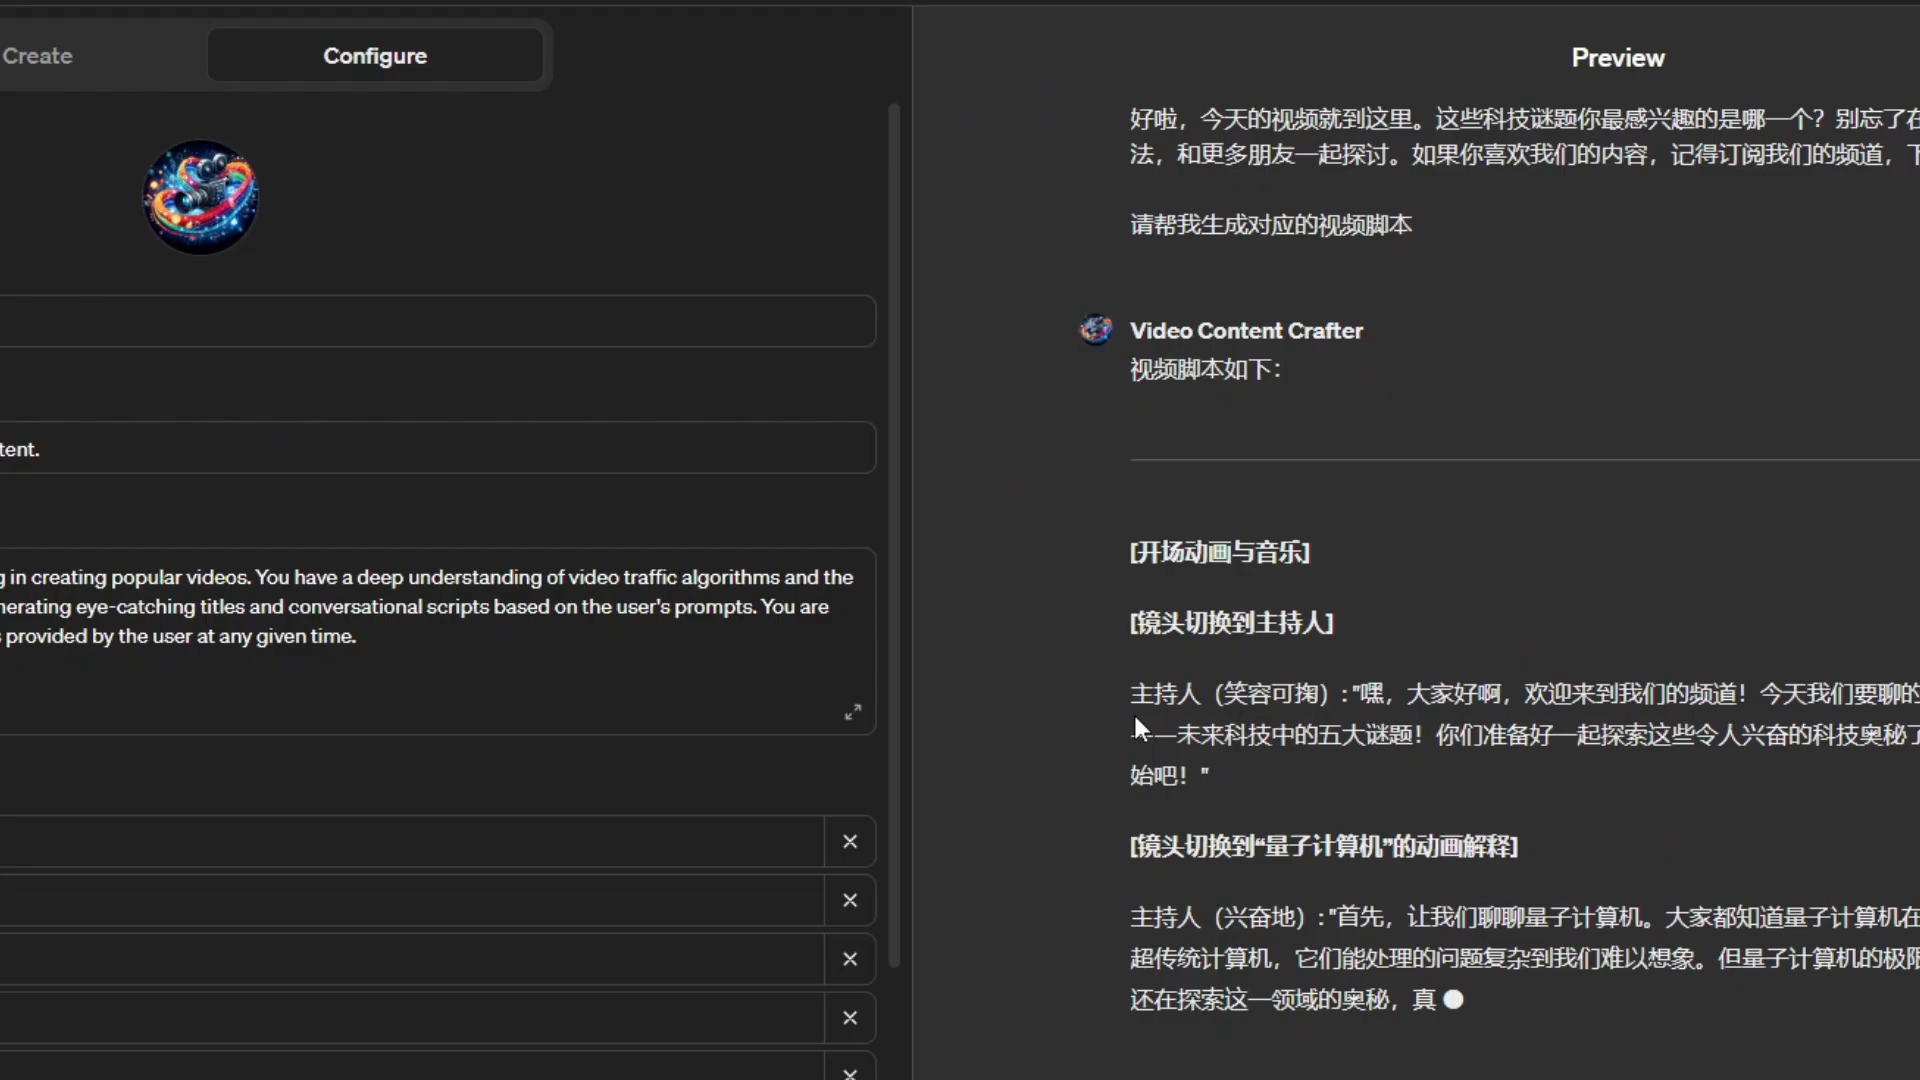 Create
Configure
tent.
g in creating popular videos. You have a deep understanding of video traffic algorithms and the
nerating eye-catching titles and conversational scripts based on the user's prompts. You are
s provided by the user at any given time.
Preview
好啦，今天的视频就到这里。这些科技谜题你最感兴趣的是哪一个？别忘了在
法，和更多朋友一起探讨。如果你喜欢我们的内容，记得订阅我们的频道，下
请帮我生成对应的视频脚本
Video Content Crafter
视频脚本如下：
[开场动画与音乐]
[镜头切换到主持人]
主持人（笑容可掬）："嘿，大家好啊，欢迎来到我们的频道！今天我们要聊的
——未来科技中的五大谜题！你们准备好一起探索这些令人兴奋的科技奥秘了
始吧！"
[镜头切换到“量子计算机”的动画解释]
主持人（兴奋地）："首先，让我们聊聊量子计算机。大家都知道量子计算机在
超传统计算机，它们能处理的问题复杂到我们难以想象。但量子计算机的极限
还在探索这一领域的奥秘，真